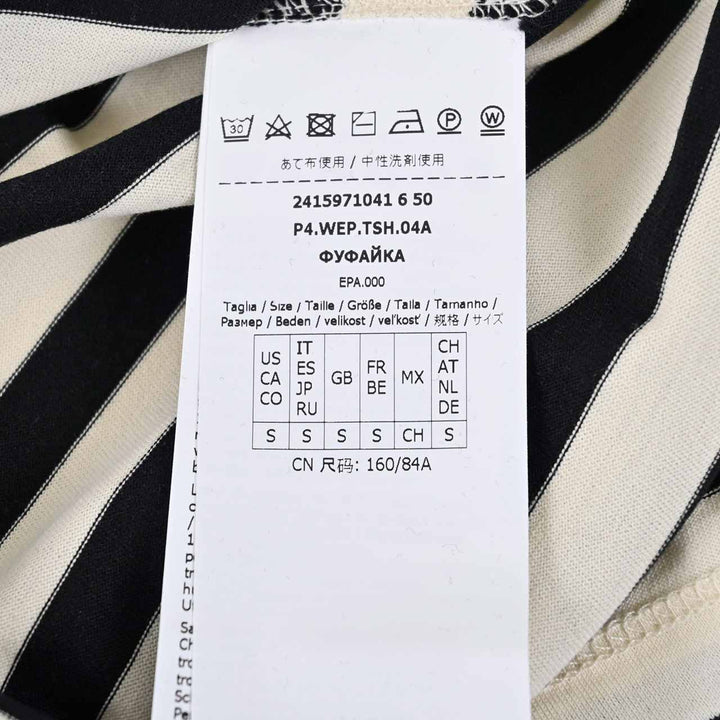 30
P
W
あて布使用 / 中性洗剤使用
2415971041 6 50
P4.WEP.TSH.04A
ФУФАЙКА
EPA.000
Taglia / Size / Taille / Größe / Talla / Tamanho /
Размер / Beden / velikost / veľkosť / 规格 / サイズ
US CA CO
IT ES JP RU
GB
FR BE
MX
CH AT NL DE
S S S S CH S
CN 尺码: 160/84A